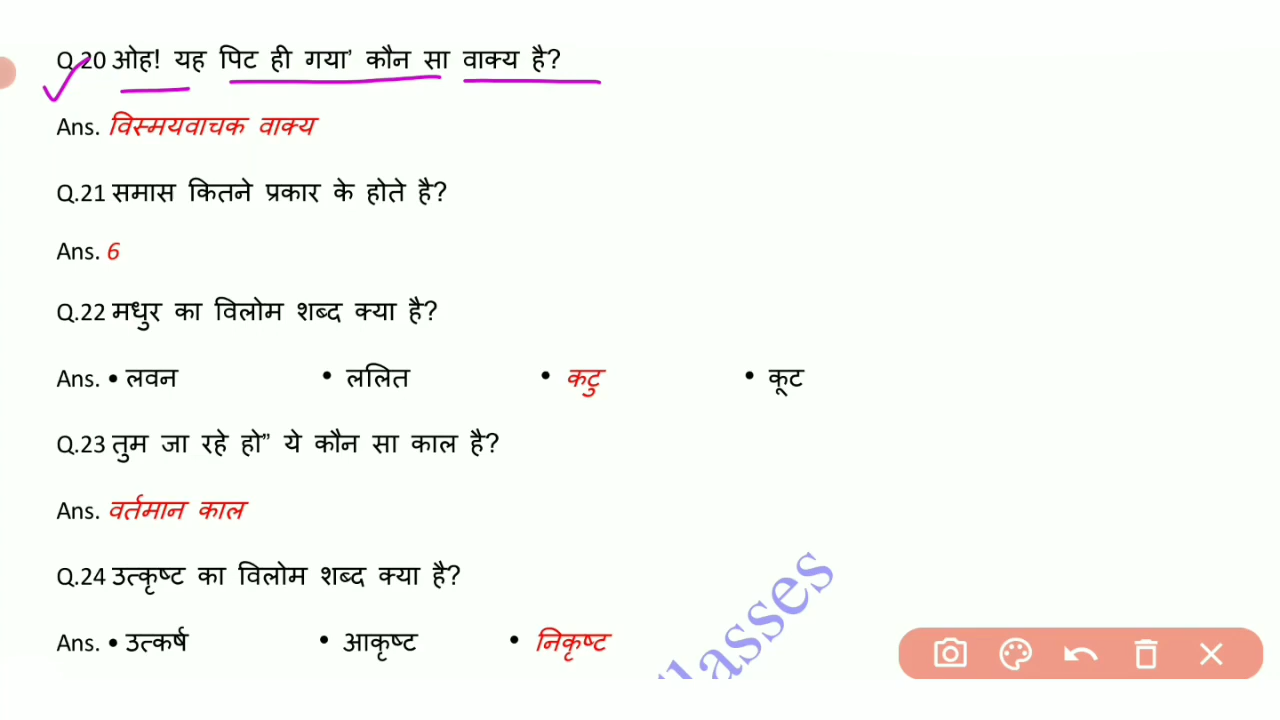 Q.20 ओह! यह पिट ही गया’ कौन सा वाक्य है?
Ans. विस्मयवाचक वाक्य
Q.21 समास कितने प्रकार के होते है?
Ans. 6
Q.22 मधुर का विलोम शब्द क्या है?
Ans. • लवन • ललित • कटु • कूट
Q.23 तुम जा रहे हो” ये कौन सा काल है?
Ans. वर्तमान काल
Q.24 उत्कृष्ट का विलोम शब्द क्या है?
Ans. • उत्कर्ष • आकृष्ट • निकृष्ट
Classes